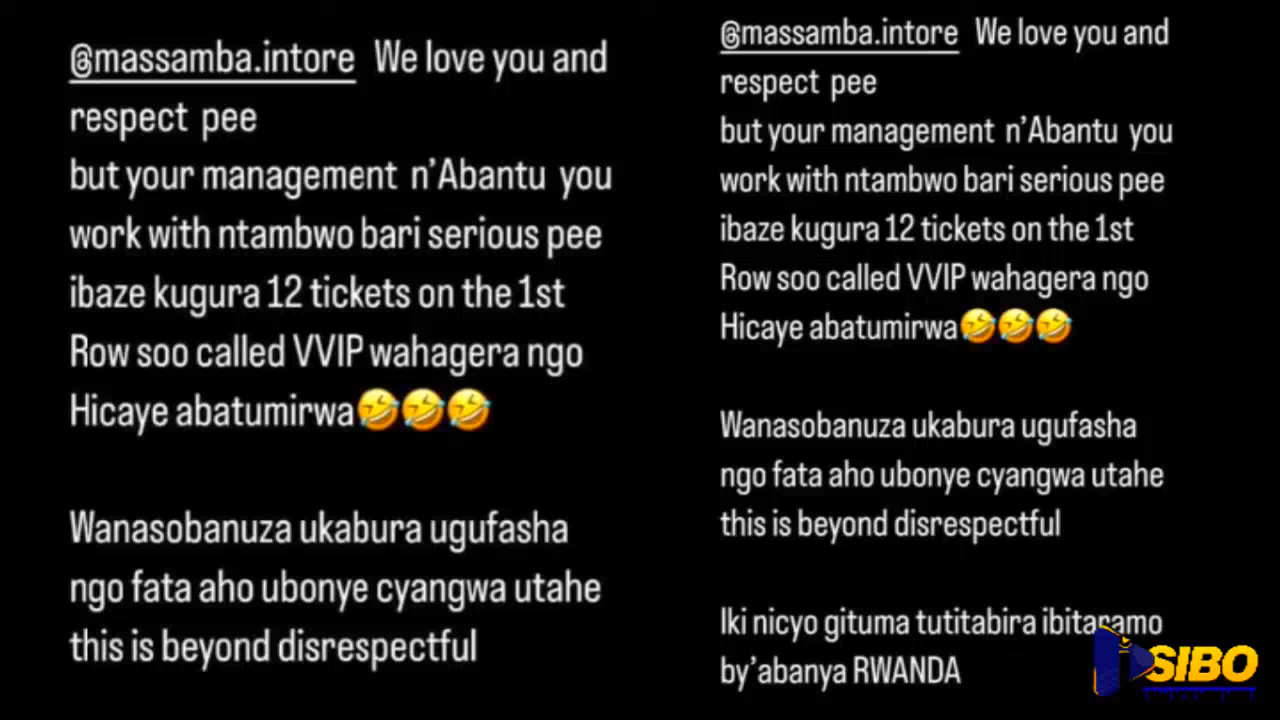 @massamba.intore We love you and
respect pee
but your management n’Abantu you
work with ntambwo bari serious pee
ibaze kugura 12 tickets on the 1st
Row soo called VVIP wahagera ngo
Hicaye abatumirwa🤣🤣🤣
Wanasobanuza ukabura ugufasha
ngo fata aho ubonye cyangwa utahe
this is beyond disrespectful
@massamba.intore We love you and
respect pee
but your management n’Abantu you
work with ntambwo bari serious pee
ibaze kugura 12 tickets on the 1st
Row soo called VVIP wahagera ngo
Hicaye abatumirwa🤣🤣🤣
Wanasobanuza ukabura ugufasha
ngo fata aho ubonye cyangwa utahe
this is beyond disrespectful
Iki nicyo gituma tutitabira ibitaramo
by’abanya RWANDA
SIBO